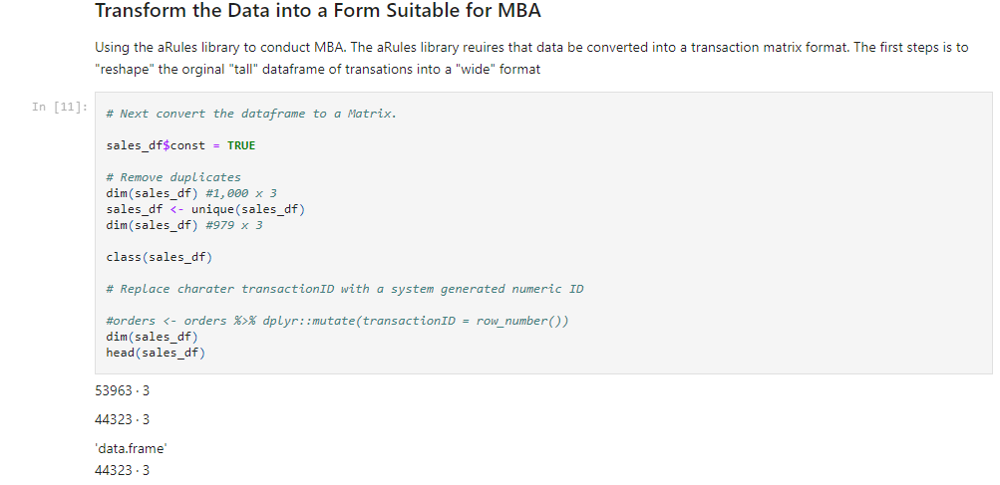 Transform the Data into a Form Suitable for MBA
Using the aRules library to conduct MBA. The aRules library reuires that data be converted into a transaction matrix format. The first steps is to
"reshape" the orginal "tall" dataframe of transations into a "wide" format
In [11]:
# Next convert the dataframe to a Matrix.
sales_df$const = TRUE
# Remove duplicates
dim(sales_df) #1,000 x 3
sales_df <- unique(sales_df)
dim(sales_df) #979 x 3
class(sales_df)
# Replace charater transactionID with a system generated numeric ID
#orders <- orders %>% dplyr::mutate(transactionID = row_number())
dim(sales_df)
head(sales_df)
53963 · 3
44323 · 3
'data.frame'
44323 · 3